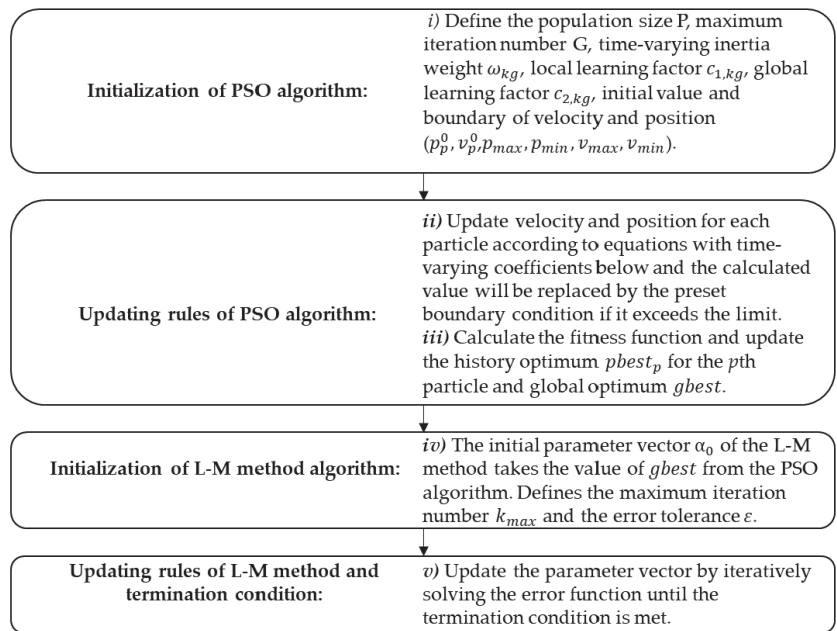 Initialization of PSO algorithm:
i) Define the population size P, maximum
iteration number G, time-varying inertia
weight ω_kg, local learning factor c_1,kg, global
learning factor c_2,kg, initial value and
boundary of velocity and position
(p_p^0, v_p^0, p_max, p_min, v_max, v_min).
Updating rules of PSO algorithm:
ii) Update velocity and position for each
particle according to equations with time-
varying coefficients below and the calculated
value will be replaced by the preset
boundary condition if it exceeds the limit.
iii) Calculate the fitness function and update
the history optimum pbest_p for the pth
particle and global optimum gbest.
Initialization of L-M method algorithm:
iv) The initial parameter vector α_0 of the L-M
method takes the value of gbest from the PSO
algorithm. Defines the maximum iteration
number k_max and the error tolerance ε.
Updating rules of L-M method and
termination condition:
v) Update the parameter vector by iteratively
solving the error function until the
termination condition is met.